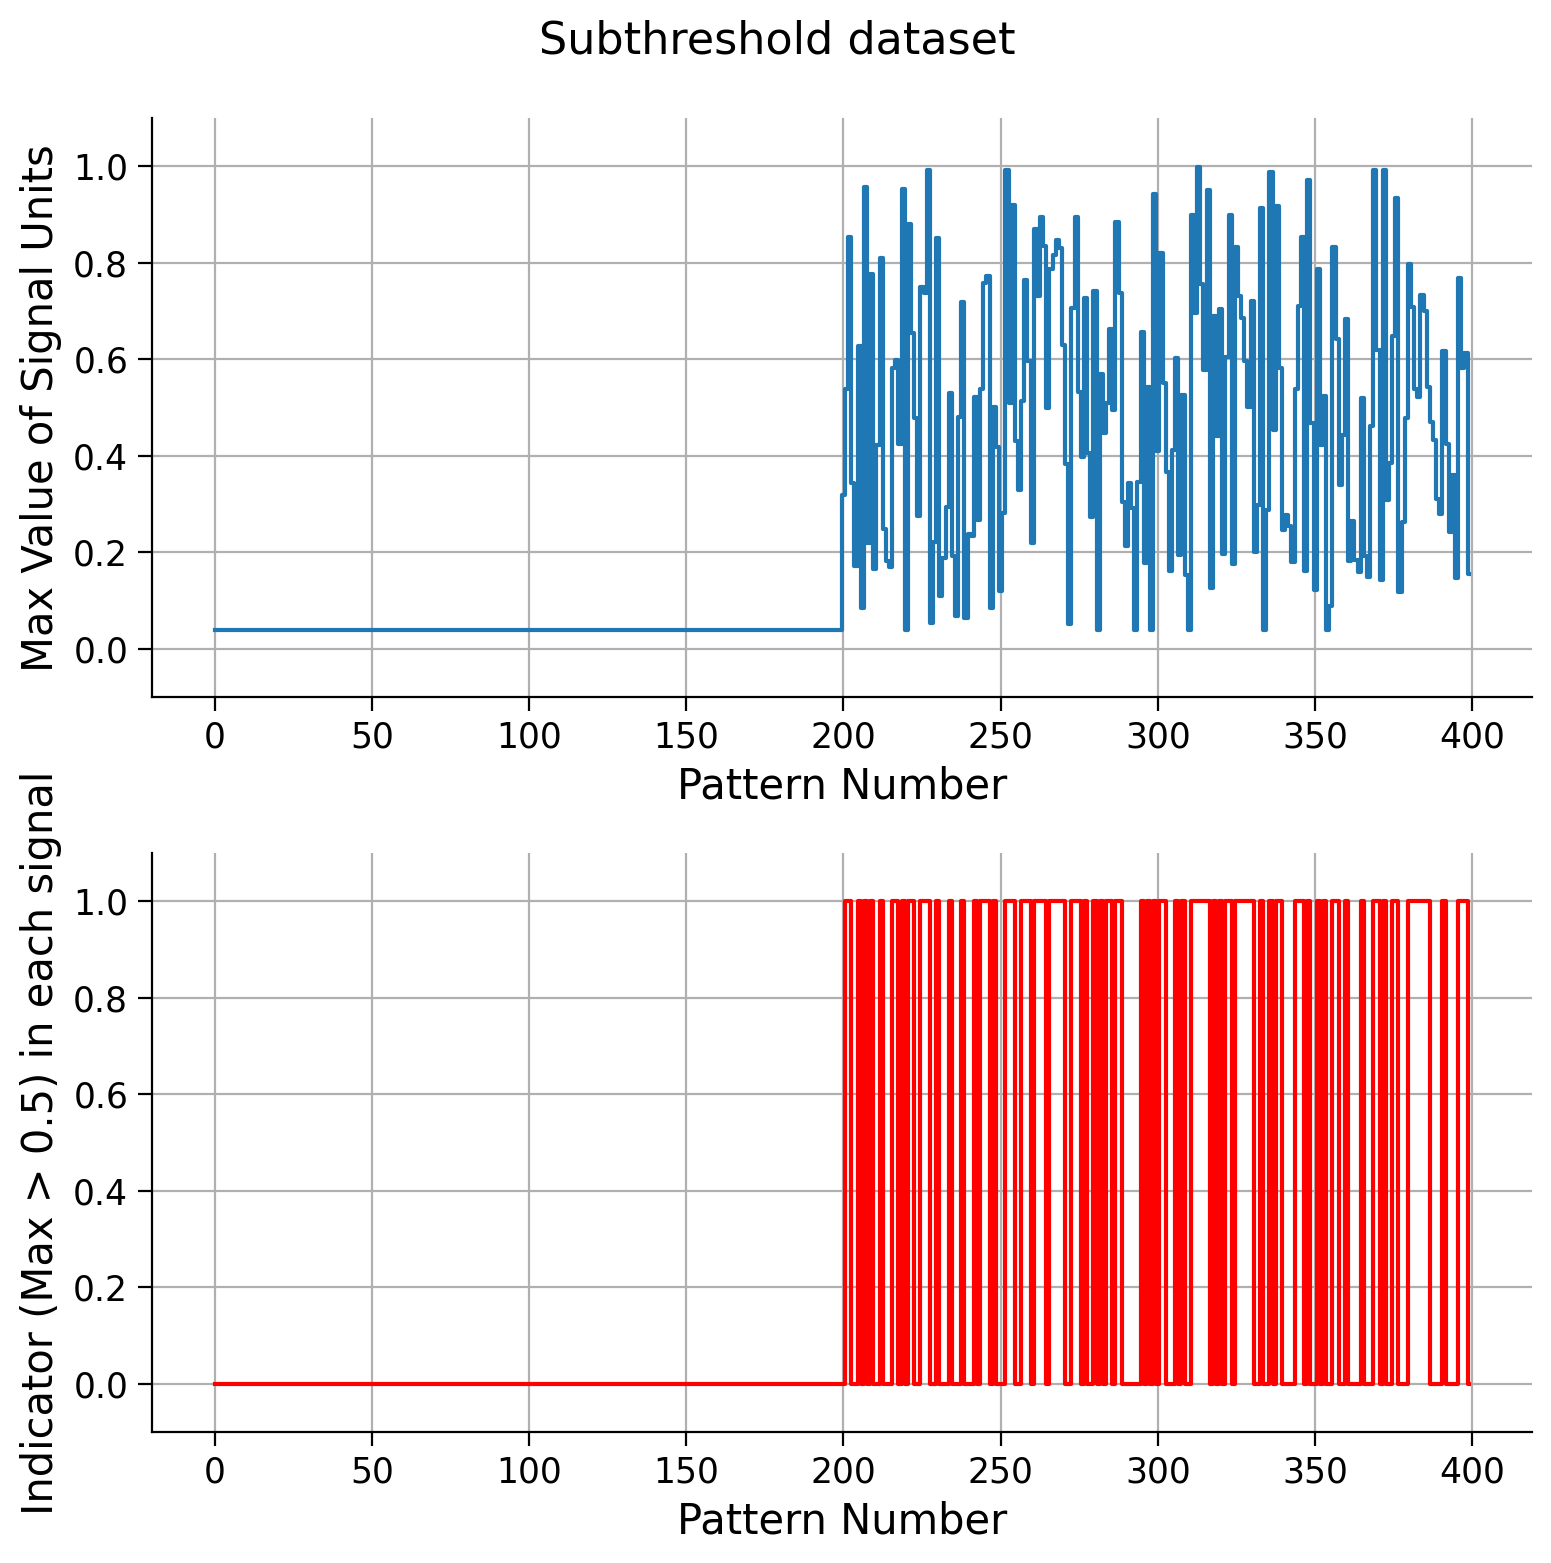 Subthreshold dataset
Max Value of Signal Units
1.0
0.8
0.6
0.4
0.2
0.0
0 50 100 150 200 250 300 350 400
Pattern Number
Indicator (Max > 0.5) in each signal
1.0
0.8
0.6
0.4
0.2
0.0
0 50 100 150 200 250 300 350 400
Pattern Number